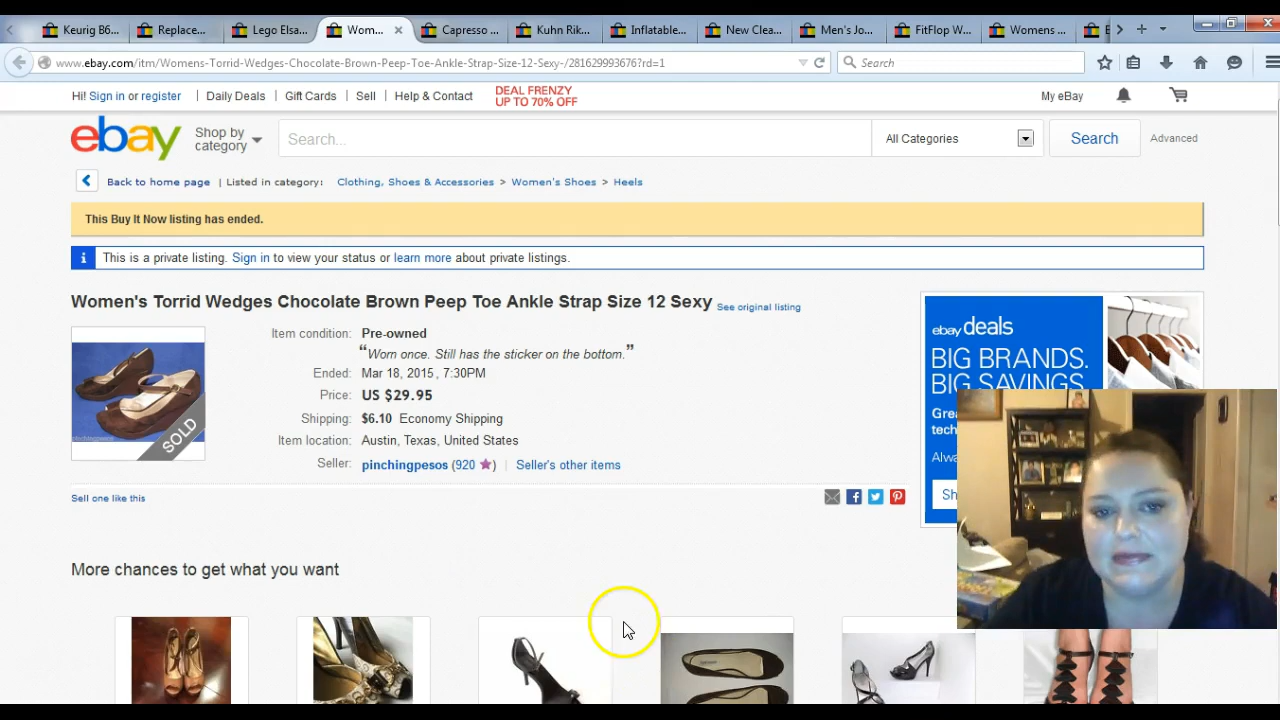 Keurig B6...
Replace...
Lego Elsa...
Wom...
Capresso ...
Kuhn Rik...
Inflatable...
New Clea...
Men's Jo...
FitFlop W...
Womens ...
www.ebay.com/itm/Womens-Torrid-Wedges-Chocolate-Brown-Peep-Toe-Ankle-Strap-Size-12-Sexy-/281629993676?rd=1
Search
Hi! Sign in or register
Daily Deals
Gift Cards
Sell
Help & Contact
DEAL FRENZY
UP TO 70% OFF
My eBay
ebay
Shop by
category
Search...
All Categories
Search
Advanced
Back to home page
Listed in category:
Clothing, Shoes & Accessories > Women's Shoes > Heels
This Buy It Now listing has ended.
i
This is a private listing. Sign in to view your status or learn more about private listings.
Women's Torrid Wedges Chocolate Brown Peep Toe Ankle Strap Size 12 Sexy
See original listing
Item condition: Pre-owned
“Worn once. Still has the sticker on the bottom.”
Ended: Mar 18, 2015 , 7:30PM
Price: US $29.95
Shipping: $6.10 Economy Shipping
Item location: Austin, Texas, United States
Seller: pinchingpesos (920 ) | Seller's other items
SOLD
Sell one like this
ebay deals
BIG BRANDS.
BIG SAVINGS.
More chances to get what you want